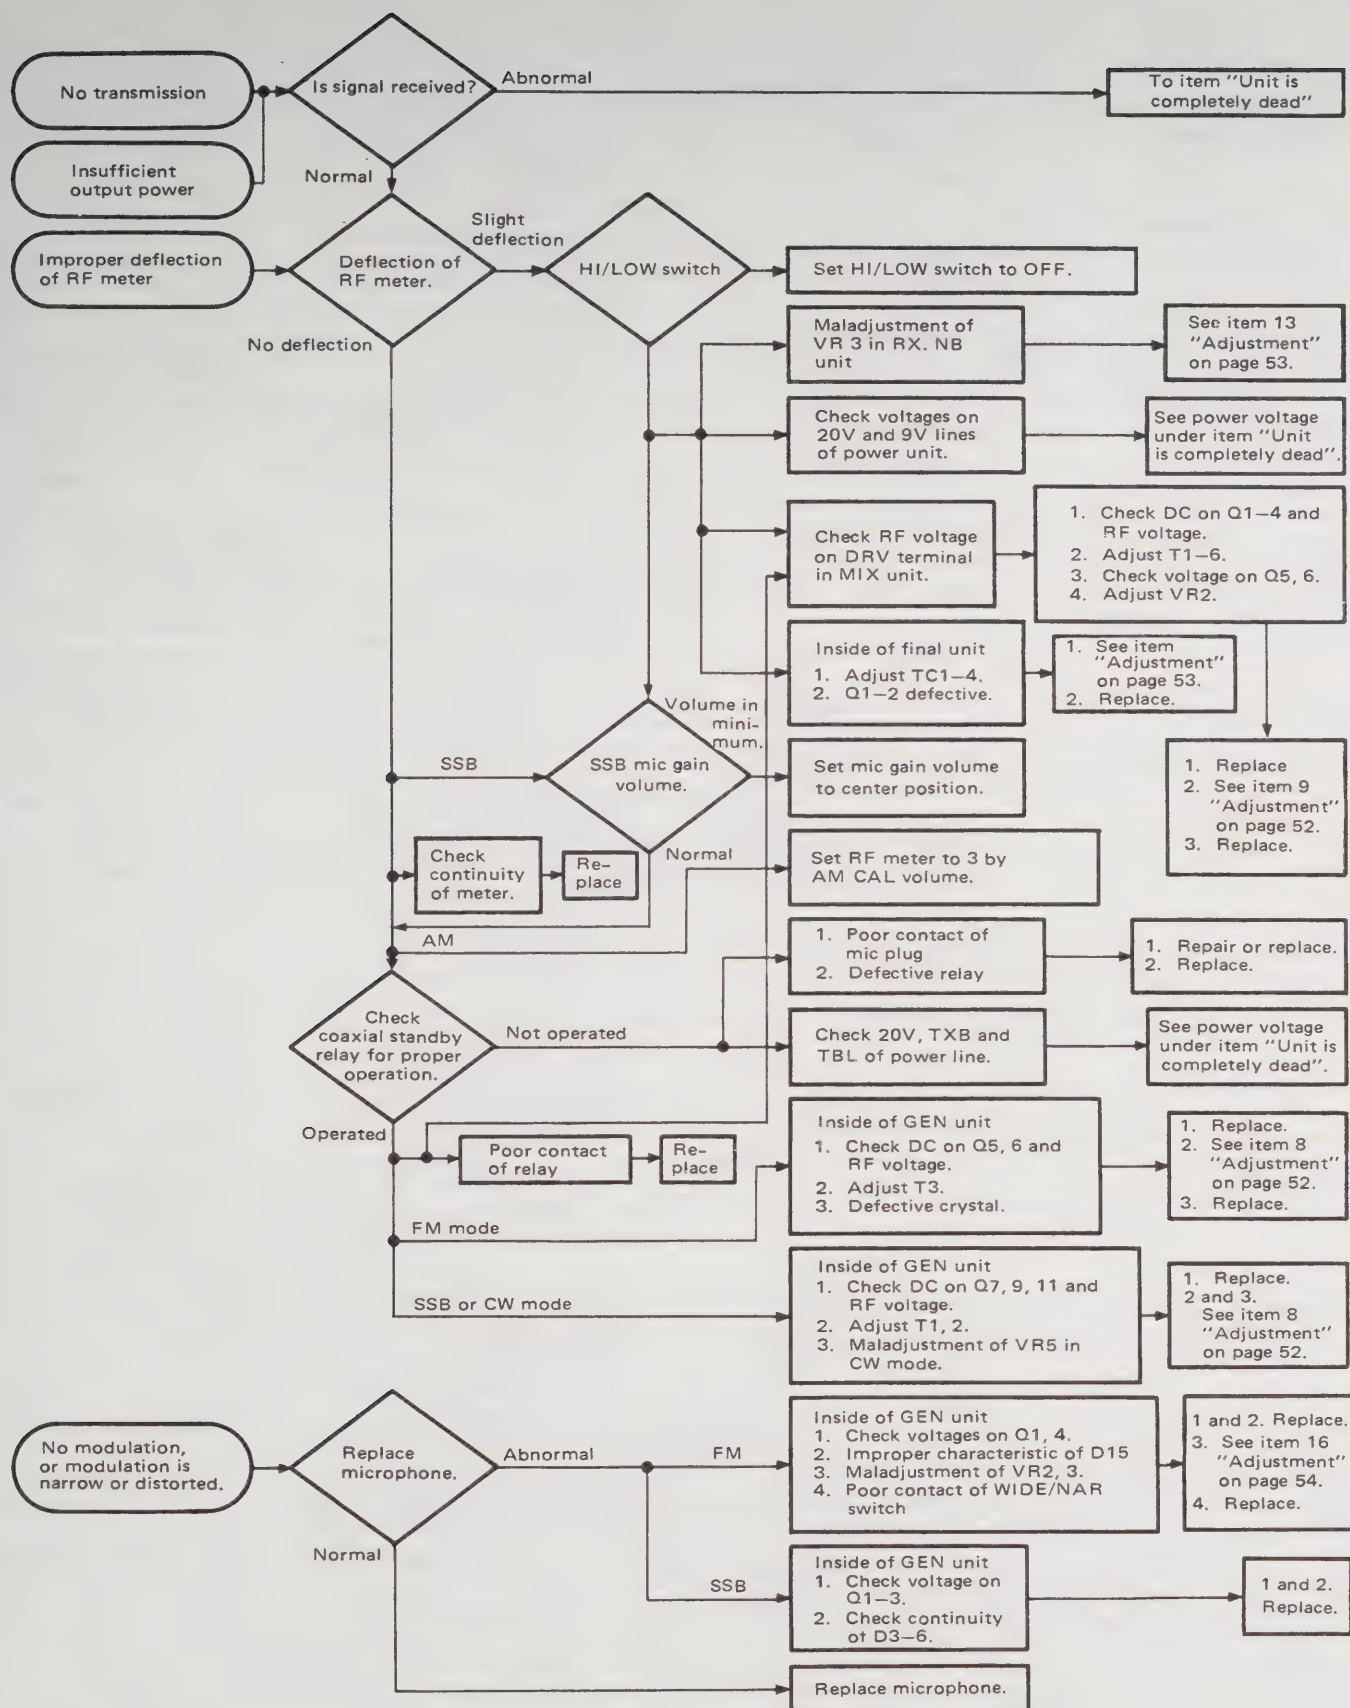 No transmission
Is signal received?
Abnormal
To item "Unit is
completely dead"
Insufficient
output power
Normal
Improper deflection
of RF meter
Deflection of
RF meter.
Slight
deflection
HI/LOW switch
Set HI/LOW switch to OFF.
No deflection
Maladjustment of
VR 3 in RX. NB
unit
See item 13
"Adjustment"
on page 53.
Check voltages on
20V and 9V lines
of power unit.
See power voltage
under item "Unit
is completely dead".
Check RF voltage
on DRV terminal
in MIX unit.
1. Check DC on Q1–4 and
RF voltage.
2. Adjust T1–6.
3. Check voltage on Q5, 6.
4. Adjust VR2.
Inside of final unit
1. Adjust TC1–4.
2. Q1–2 defective.
1. See item
"Adjustment"
on page 53.
2. Replace.
Volume in
mini-
mum.
SSB
SSB mic gain
volume.
Set mic gain volume
to center position.
1. Replace
2. See item 9
"Adjustment"
on page 52.
3. Replace.
Check
continuity
of meter.
Re-
place
Normal
Set RF meter to 3 by
AM CAL volume.
AM
1. Poor contact of
mic plug
2. Defective relay
1. Repair or replace.
2. Replace.
Check
coaxial standby
relay for proper
operation.
Not operated
Check 20V, TXB and
TBL of power line.
See power voltage
under item "Unit is
completely dead".
Operated
Poor contact
of relay
Re-
place
Inside of GEN unit
1. Check DC on Q5, 6 and
RF voltage.
2. Adjust T3.
3. Defective crystal.
1. Replace.
2. See item 8
"Adjustment"
on page 52.
3. Replace.
FM mode
SSB or CW mode
Inside of GEN unit
1. Check DC on Q7, 9, 11 and
RF voltage.
2. Adjust T1, 2.
3. Maladjustment of VR5 in
CW mode.
1. Replace.
2 and 3.
See item 8
"Adjustment"
on page 52.
No modulation,
or modulation is
narrow or distorted.
Replace
microphone.
Abnormal
FM
Inside of GEN unit
1. Check voltages on Q1, 4.
2. Improper characteristic of D15
3. Maladjustment of VR2, 3.
4. Poor contact of WIDE/NAR
switch
1 and 2. Replace.
3. See item 16
"Adjustment"
on page 54.
4. Replace.
Normal
SSB
Inside of GEN unit
1. Check voltage on
Q1–3.
2. Check continuity
of D3–6.
1 and 2.
Replace.
Replace microphone.